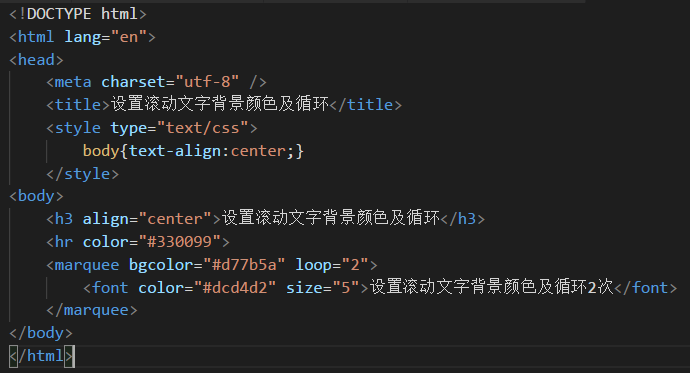 <!DOCTYPE html>
<html lang="en">
<head>
    <meta charset="utf-8" />
    <title>设置滚动文字背景颜色及循环</title>
    <style type="text/css">
        body{text-align:center;}
    </style>
<body>
    <h3 align="center">设置滚动文字背景颜色及循环</h3>
    <hr color="#330099">
    <marquee bgcolor="#d77b5a" loop="2">
        <font color="#dcd4d2" size="5">设置滚动文字背景颜色及循环2次</font>
    </marquee>
</body>
</html>